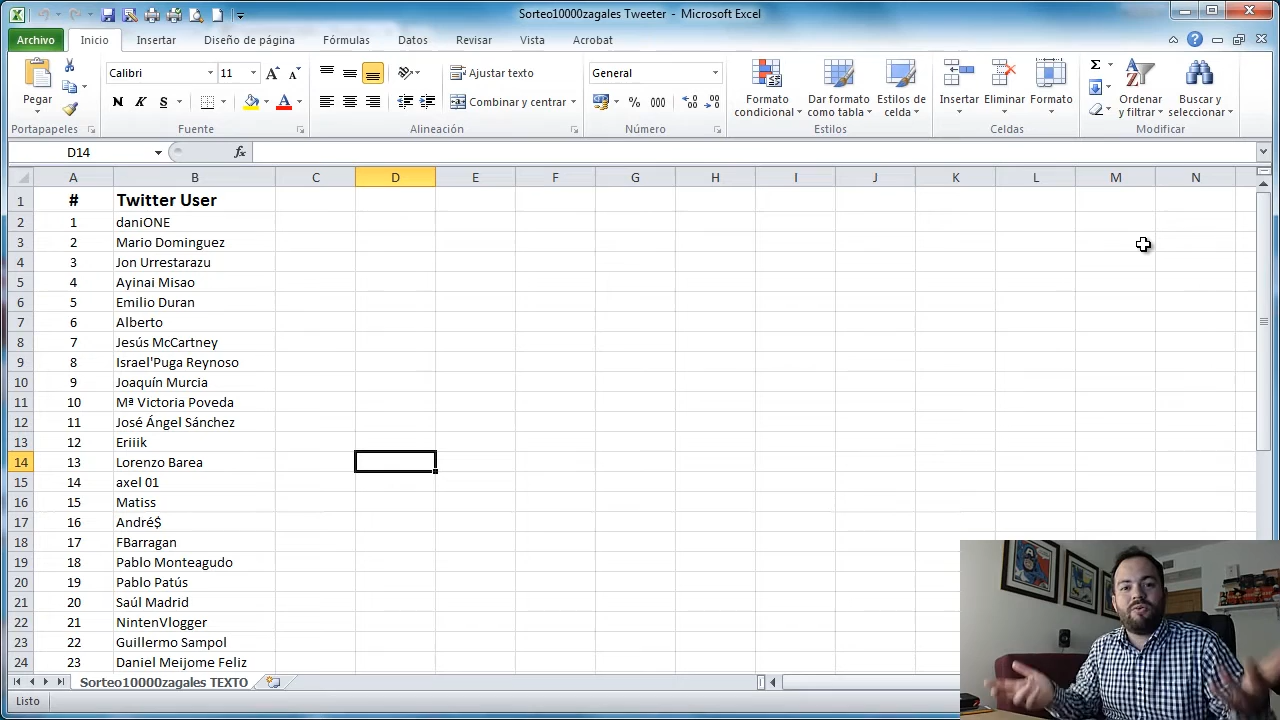 Sorteo10000zagales Tweeter - Microsoft Excel
Archivo Inicio Insertar Diseño de página Fórmulas Datos Revisar Vista Acrobat
Pegar
Portapapeles
Calibri 11
N K S
Fuente
Ajustar texto
Combinar y centrar
Alineación
General
% 000
Número
Formato condicional
Dar formato como tabla
Estilos de celda
Estilos
Insertar Eliminar Formato
Celdas
Σ
Ordenar y filtrar
Buscar y seleccionar
Modificar
D14 fx
A B C D E F G H I J K L M N
1 # Twitter User
2 1 daniONE
3 2 Mario Dominguez
4 3 Jon Urrestarazu
5 4 Ayinai Misao
6 5 Emilio Duran
7 6 Alberto
8 7 Jesús McCartney
9 8 Israel'Puga Reynoso
10 9 Joaquín Murcia
11 10 Mª Victoria Poveda
12 11 José Ángel Sánchez
13 12 Eriiik
14 13 Lorenzo Barea
15 14 axel 01
16 15 Matiss
17 16 André$
18 17 FBarragan
19 18 Pablo Monteagudo
20 19 Pablo Patús
21 20 Saúl Madrid
22 21 NintenVlogger
23 22 Guillermo Sampol
24 23 Daniel Meijome Feliz
Sorteo10000zagales TEXTO
Listo